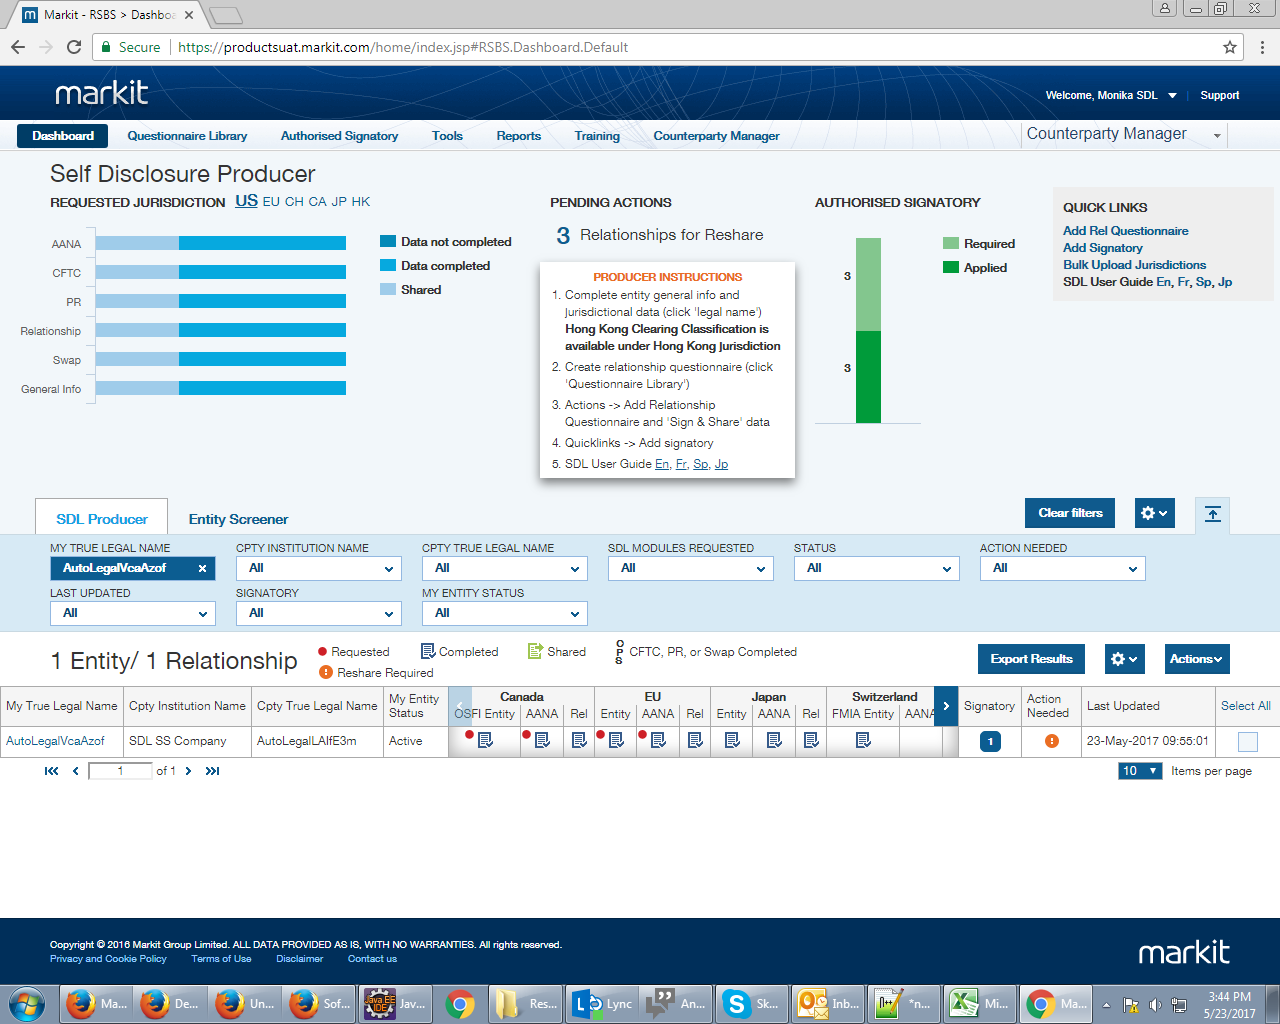 Markit - RSBS > Dashbo
Secure
https://productsuat.markit.com/home/index.jsp#RSBS.Dashboard.Default
markit
Welcome, Monika SDL
Support
Dashboard
Questionnaire Library
Authorised Signatory
Tools
Reports
Training
Counterparty Manager
Counterparty Manager
Self Disclosure Producer
REQUESTED JURISDICTION US EU CH CA JP HK
AANA
CFTC
PR
Relationship
Swap
General Info
Data not completed
Data completed
Shared
PENDING ACTIONS
3 Relationships for Reshare
PRODUCER INSTRUCTIONS
1. Complete entity general info and
jurisdictional data (click 'legal name')
Hong Kong Clearing Classification is
available under Hong Kong Jurisdiction
2. Create relationship questionnaire (click
'Questionnaire Library')
3. Actions -> Add Relationship
Questionnaire and 'Sign & Share' data
4. Quicklinks -> Add signatory
5. SDL User Guide En, Fr, Sp, Jp
AUTHORISED SIGNATORY
3
3
Required
Applied
QUICK LINKS
Add Rel Questionnaire
Add Signatory
Bulk Upload Jurisdictions
SDL User Guide En, Fr, Sp, Jp
SDL Producer
Entity Screener
Clear filters
MY TRUE LEGAL NAME
CPTY INSTITUTION NAME
CPTY TRUE LEGAL NAME
SDL MODULES REQUESTED
STATUS
ACTION NEEDED
AutoLegalVcaAzof
All
All
All
All
All
LAST UPDATED
SIGNATORY
MY ENTITY STATUS
All
All
All
1 Entity/ 1 Relationship
Requested
Completed
Shared
CPS CFTC, PR, or Swap Completed
Reshare Required
Export Results
Actions
My True Legal Name
Cpty Institution Name
Cpty True Legal Name
My Entity Status
Canada
EU
Japan
Switzerland
OSFI Entity
AANA
Rel
Entity
AANA
Rel
Entity
AANA
Rel
FMIA Entity
AANA
Signatory
Action Needed
Last Updated
Select All
AutoLegalVcaAzof
SDL SS Company
AutoLegalLAIfE3m
Active
1
23-May-2017 09:55:01
1 of 1
10 Items per page
Copyright © 2016 Markit Group Limited. ALL DATA PROVIDED AS IS, WITH NO WARRANTIES. All rights reserved.
Privacy and Cookie Policy
Terms of Use
Disclaimer
Contact us
markit
Ma...
De...
Un...
Sof...
Java EE IDE
Jav...
Res...
Lync
An...
Sk...
Inb...
*n...
Mi...
Ma...
3:44 PM
5/23/2017